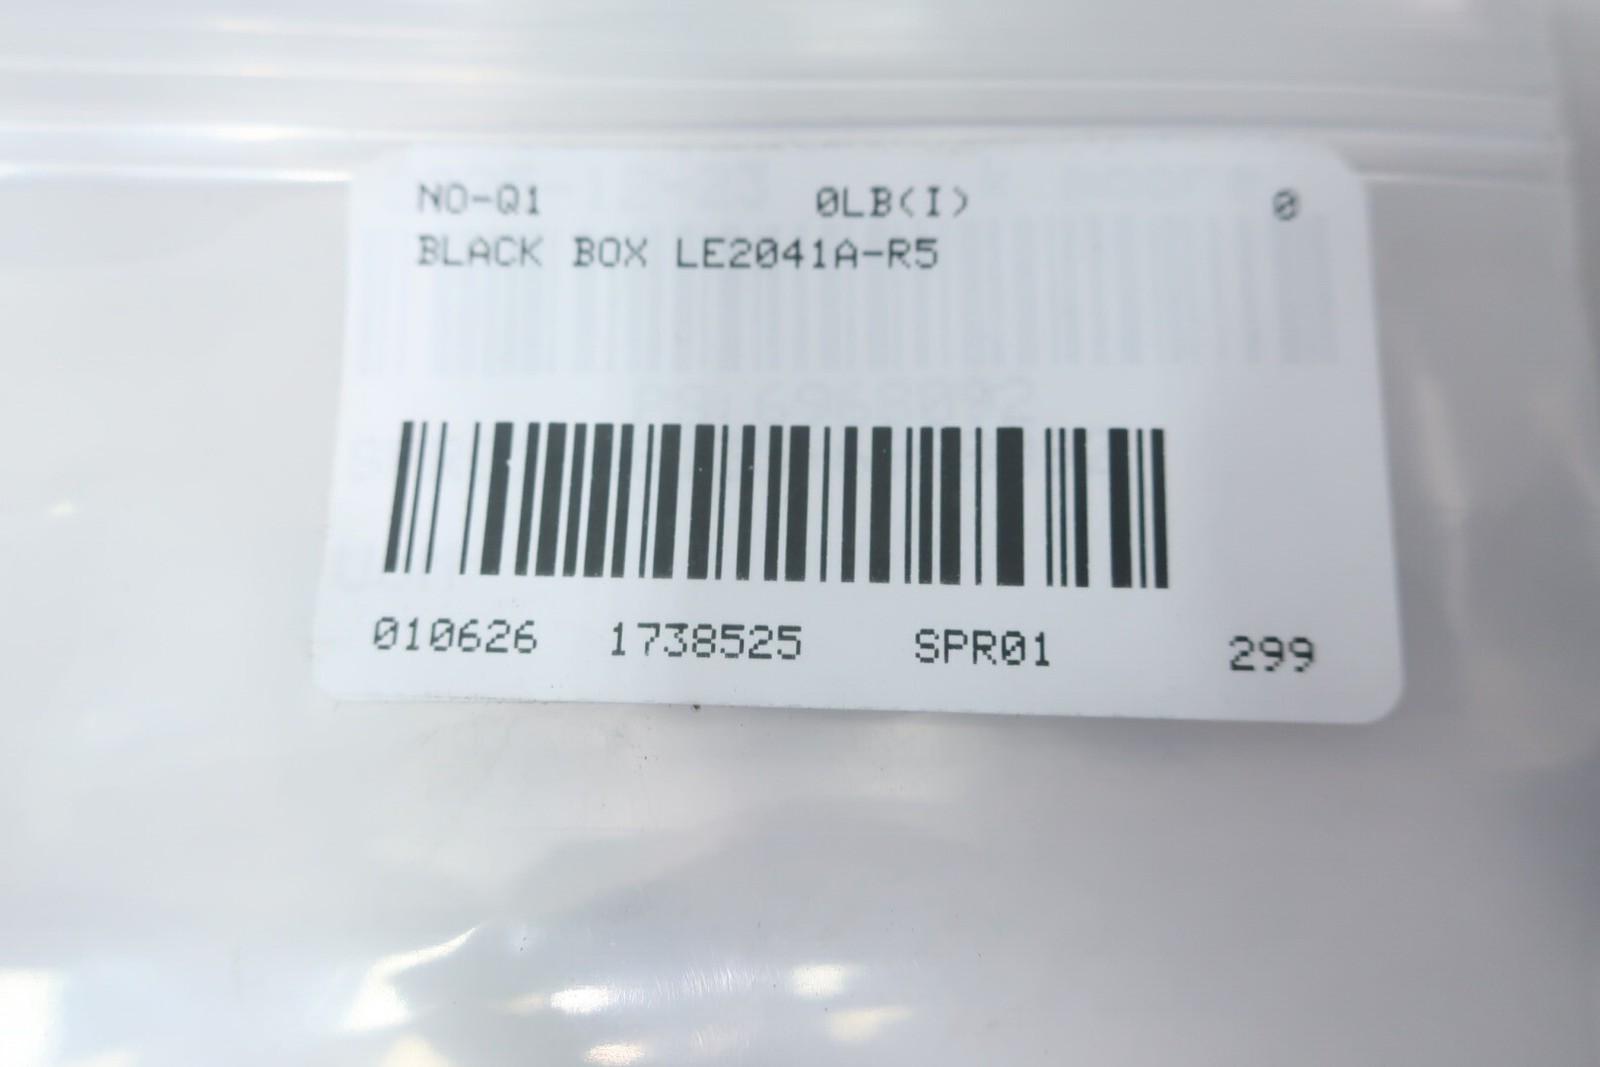 NO-Q1 0LB(I) 0
BLACK BOX LE2041A-R5
010626 1738525 SPR01 299